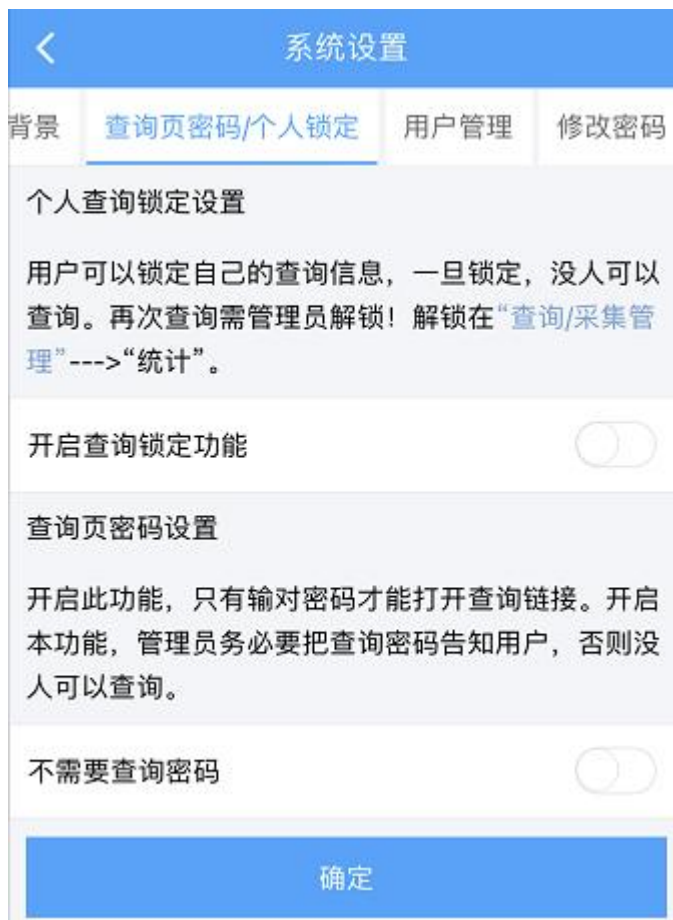 系统设置
背景 查询页密码/个人锁定 用户管理 修改密码
个人查询锁定设置
用户可以锁定自己的查询信息，一旦锁定，没人可以
查询。再次查询需管理员解锁！解锁在“查询/采集管
理”--->“统计”。
开启查询锁定功能
查询页密码设置
开启此功能，只有输对密码才能打开查询链接。开启
本功能，管理员务必要把查询密码告知用户，否则没
人可以查询。
不需要查询密码
确定